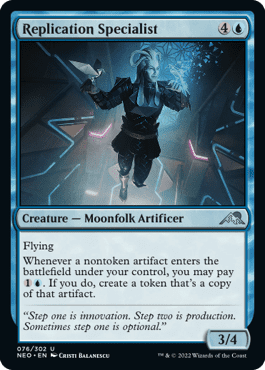 Replication Specialist 4
Creature — Moonfolk Artificer
Flying
Whenever a nontoken artifact enters the
battlefield under your control, you may pay
1. If you do, create a token that's a copy
of that artifact.
"Step one is innovation. Step two is production.
Sometimes step one is optional."
3/4
076/302 U
NEO • EN Cristi Balanescu ™ & © 2022 Wizards of the Coast